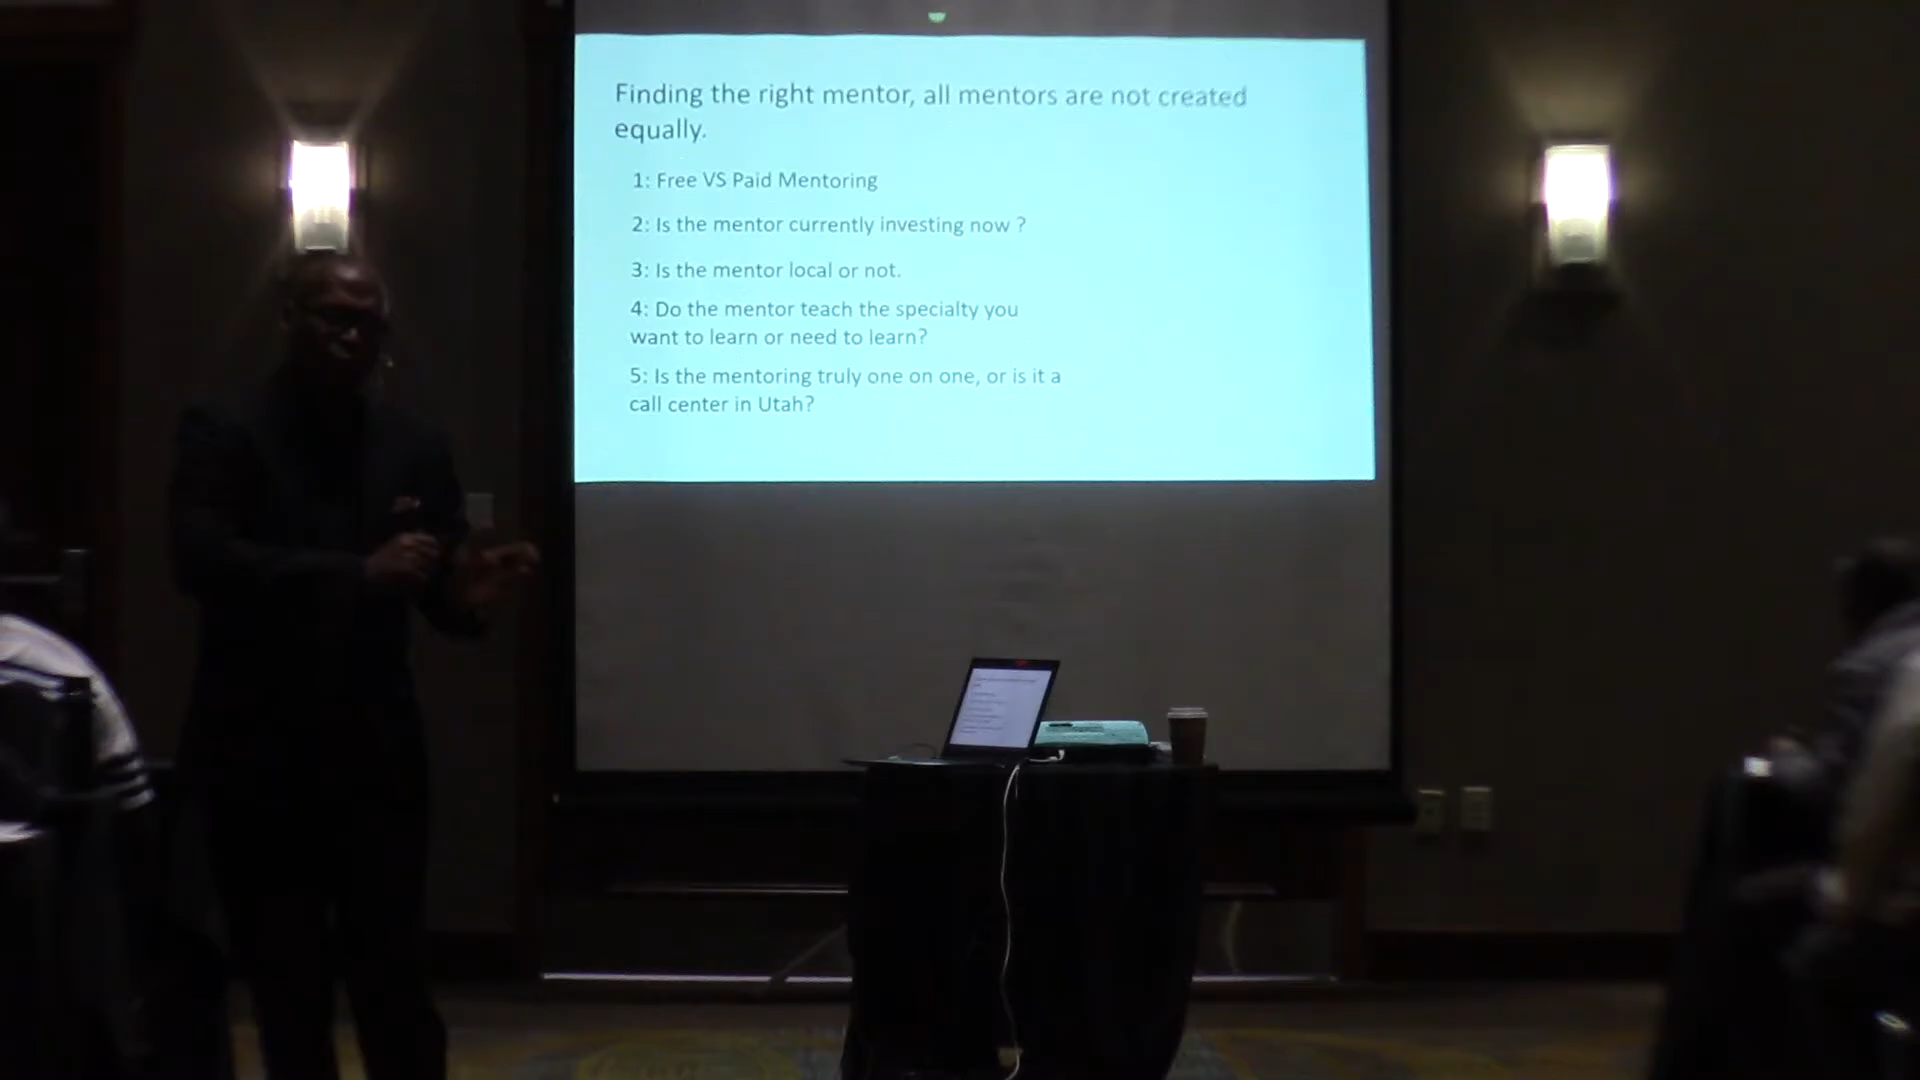 Finding the right mentor, all mentors are not created
equally.
1: Free VS Paid Mentoring
2: Is the mentor currently investing now ?
3: Is the mentor local or not.
4: Do the mentor teach the specialty you
want to learn or need to learn?
5: Is the mentoring truly one on one, or is it a
call center in Utah?